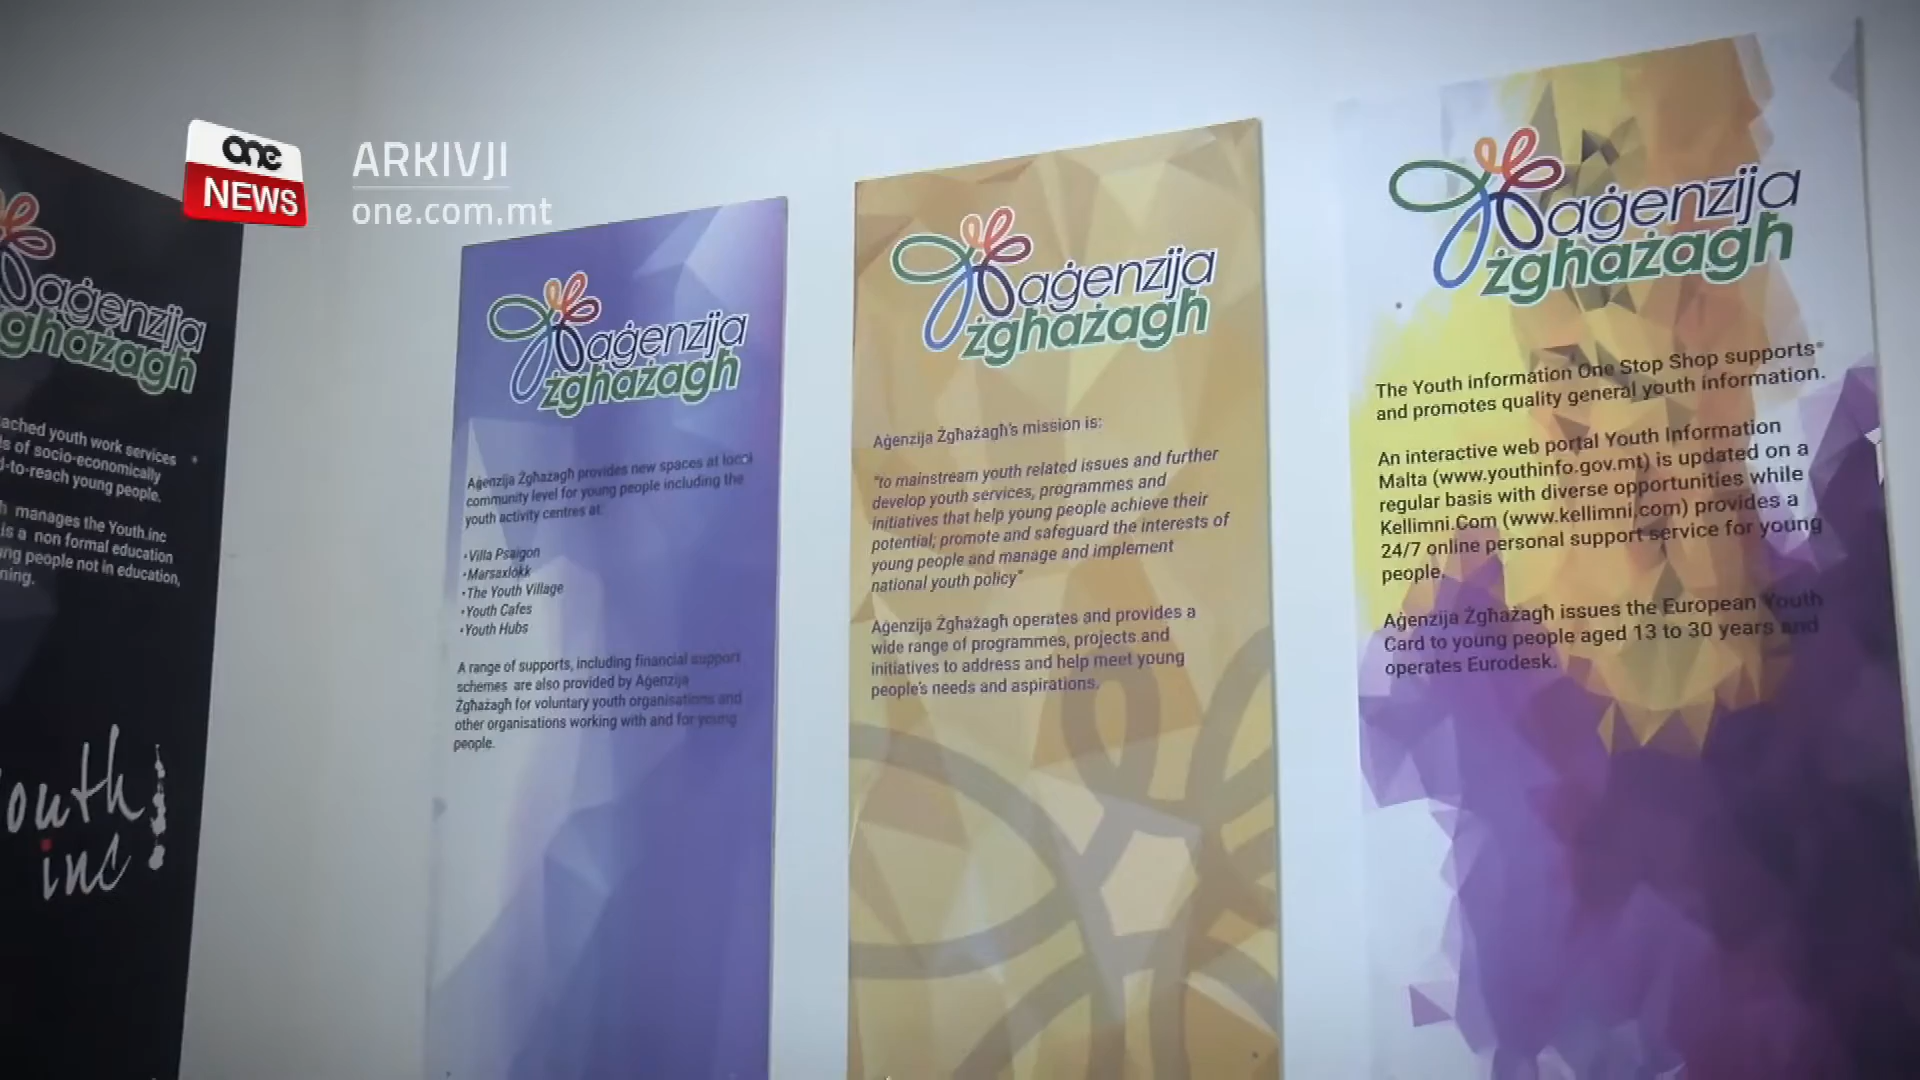 one
NEWS
ARKIVJI
one.com.mt
aġenzija
żgħażagħ
youth work services
of socio-economically
young people.
manages the Youth.inc
is a non formal education
people not in education,
inc
aġenzija
żgħażagħ
Aġenzija Żgħażagħ provides new spaces at local
community level for young people including the
youth activity centres at:
•Villa Psaigon
•Marsaxlokk
•The Youth Village
•Youth Cafes
•Youth Hubs
A range of supports, including financial support
schemes are also provided by Aġenzija
Żgħażagħ for voluntary youth organisations and
other organisations working with and for young
people.
aġenzija
żgħażagħ
Aġenzija Żgħażagħ's mission is:
"to mainstream youth related issues and further
develop youth services, programmes and
initiatives that help young people achieve their
potential; promote and safeguard the interests of
young people and manage and implement
national youth policy"
Aġenzija Żgħażagħ operates and provides a
wide range of programmes, projects and
initiatives to address and help meet young
people's needs and aspirations.
aġenzija
żgħażagħ
The Youth information One Stop Shop supports
and promotes quality general youth information.
An interactive web portal Youth Information
Malta (www.youthinfo.gov.mt) is updated on a
regular basis with diverse opportunities while
Kellimni.Com (www.kellimni.com) provides a
24/7 online personal support service for young
people.
Aġenzija Żgħażagħ issues the European Youth
Card to young people aged 13 to 30 years and
operates Eurodesk.